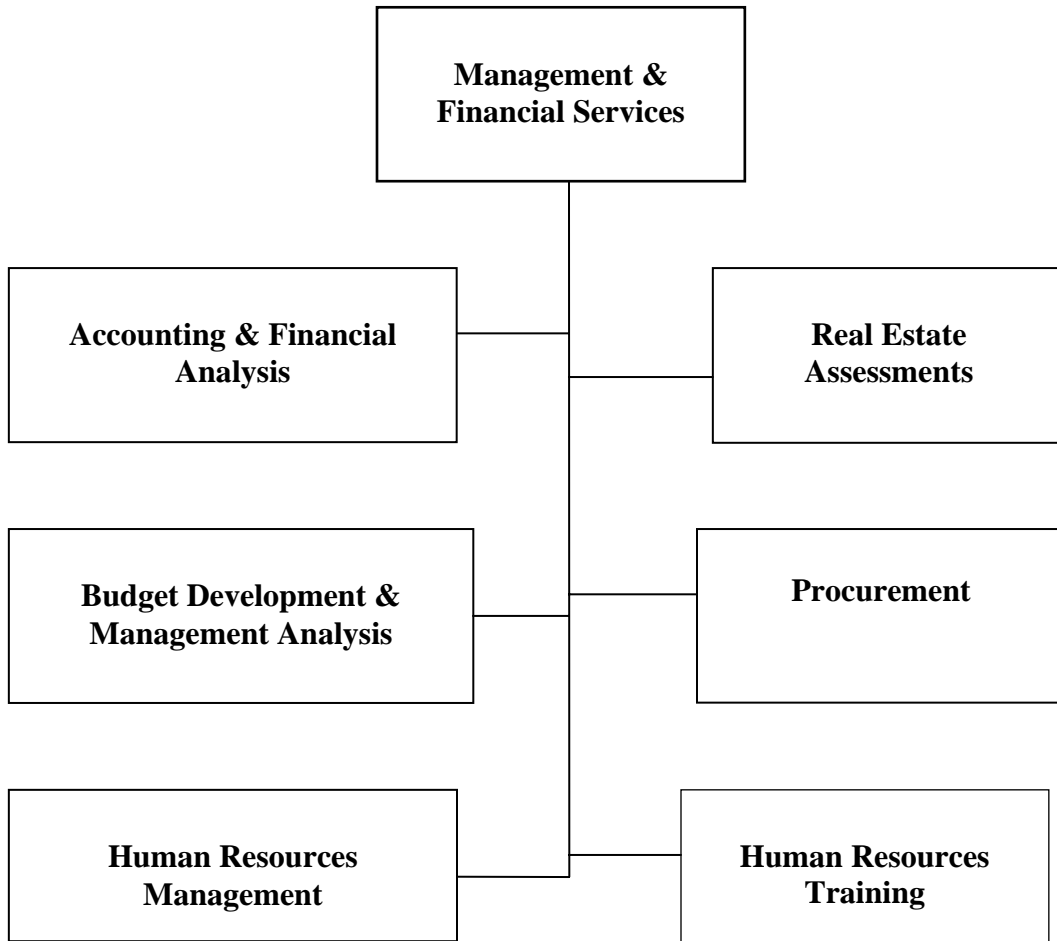 Management &
Financial Services
Accounting & Financial
Analysis
Real Estate
Assessments
Budget Development &
Management Analysis
Procurement
Human Resources
Management
Human Resources
Training